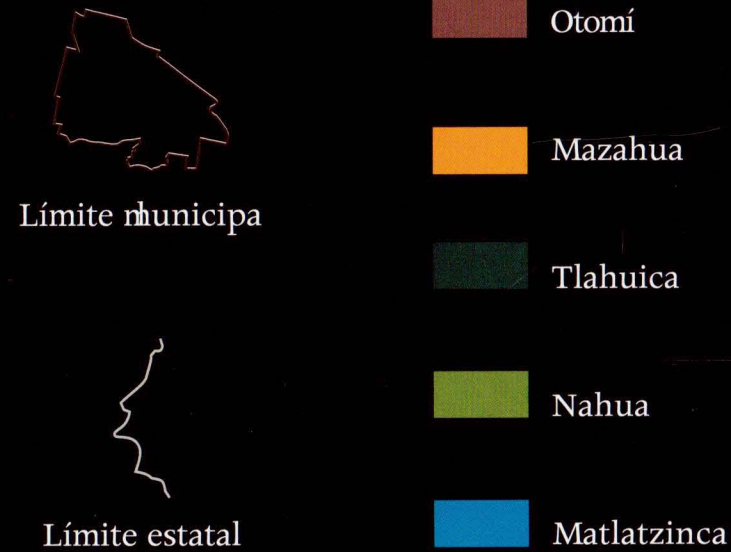 Otomí
Mazahua
Límite mhunicipa
Tlahuica
Nahua
Límite estatal
Matlatzinca